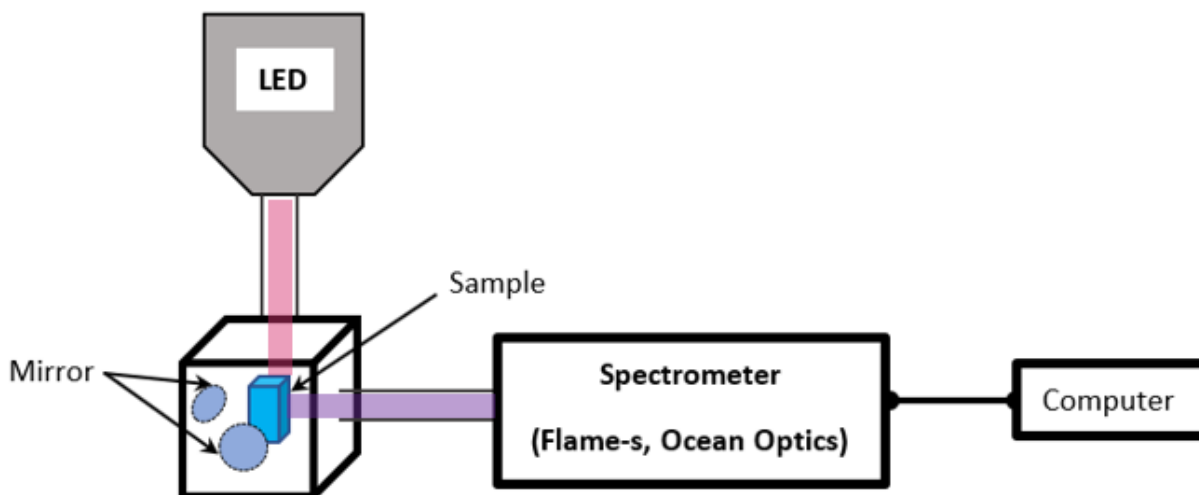 LED
Sample
Mirror
Spectrometer
(Flame-s, Ocean Optics)
Computer